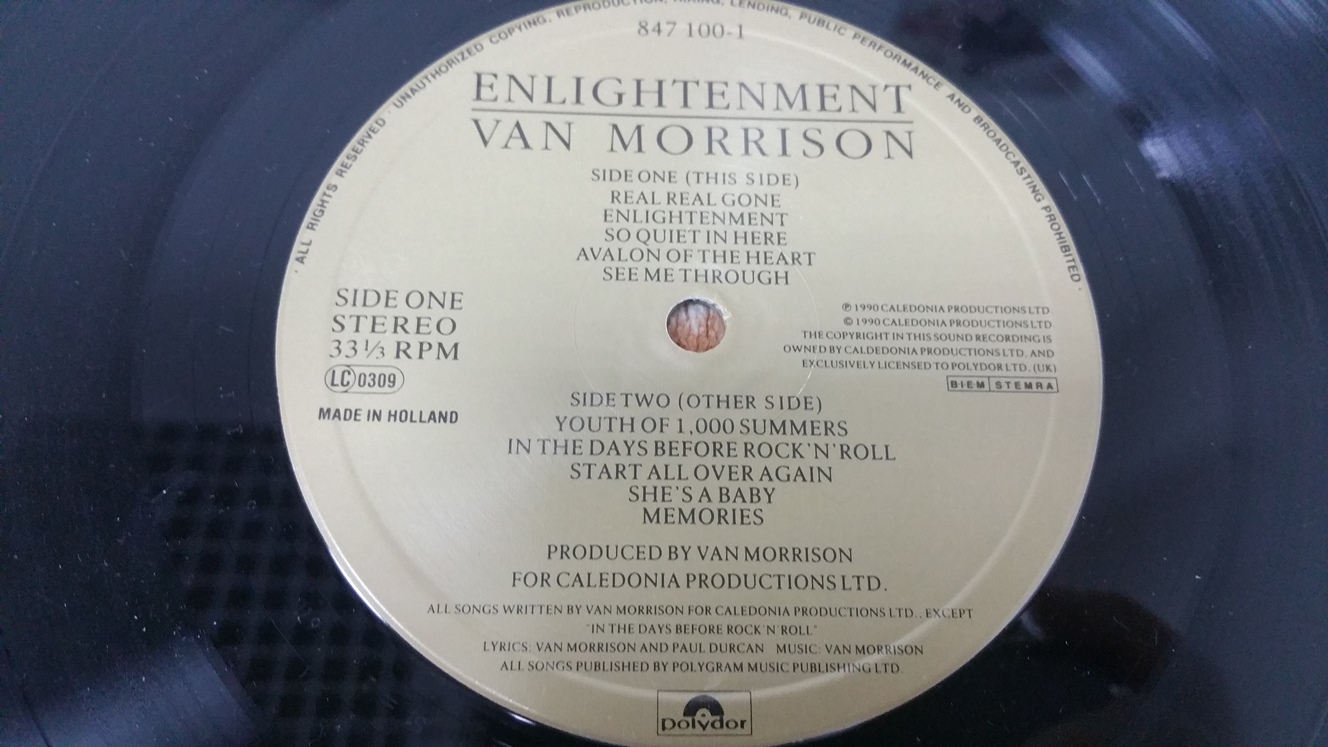 · ALL RIGHTS RESERVED · UNAUTHORIZED COPYING, REPRODUCTION, HIRING, LENDING, PUBLIC PERFORMANCE AND BROADCASTING PROHIBITED ·
847 100-1
ENLIGHTENMENT
VAN MORRISON
SIDE ONE (THIS SIDE)
REAL REAL GONE
ENLIGHTENMENT
SO QUIET IN HERE
AVALON OF THE HEART
SEE ME THROUGH
SIDE ONE
STEREO
33⅓ RPM
LC 0309
MADE IN HOLLAND
℗ 1990 CALEDONIA PRODUCTIONS LTD
© 1990 CALEDONIA PRODUCTIONS LTD
THE COPYRIGHT IN THIS SOUND RECORDING IS
OWNED BY CALDEDONIA PRODUCTIONS LTD. AND
EXCLUSIVELY LICENSED TO POLYDOR LTD. (UK)
BIEM STEMRA
SIDE TWO (OTHER SIDE)
YOUTH OF 1,000 SUMMERS
IN THE DAYS BEFORE ROCK'N'ROLL
START ALL OVER AGAIN
SHE'S A BABY
MEMORIES
PRODUCED BY VAN MORRISON
FOR CALEDONIA PRODUCTIONS LTD.
ALL SONGS WRITTEN BY VAN MORRISON FOR CALEDONIA PRODUCTIONS LTD., EXCEPT
"IN THE DAYS BEFORE ROCK'N'ROLL"
LYRICS: VAN MORRISON AND PAUL DURCAN MUSIC: VAN MORRISON
ALL SONGS PUBLISHED BY POLYGRAM MUSIC PUBLISHING LTD.
polydor